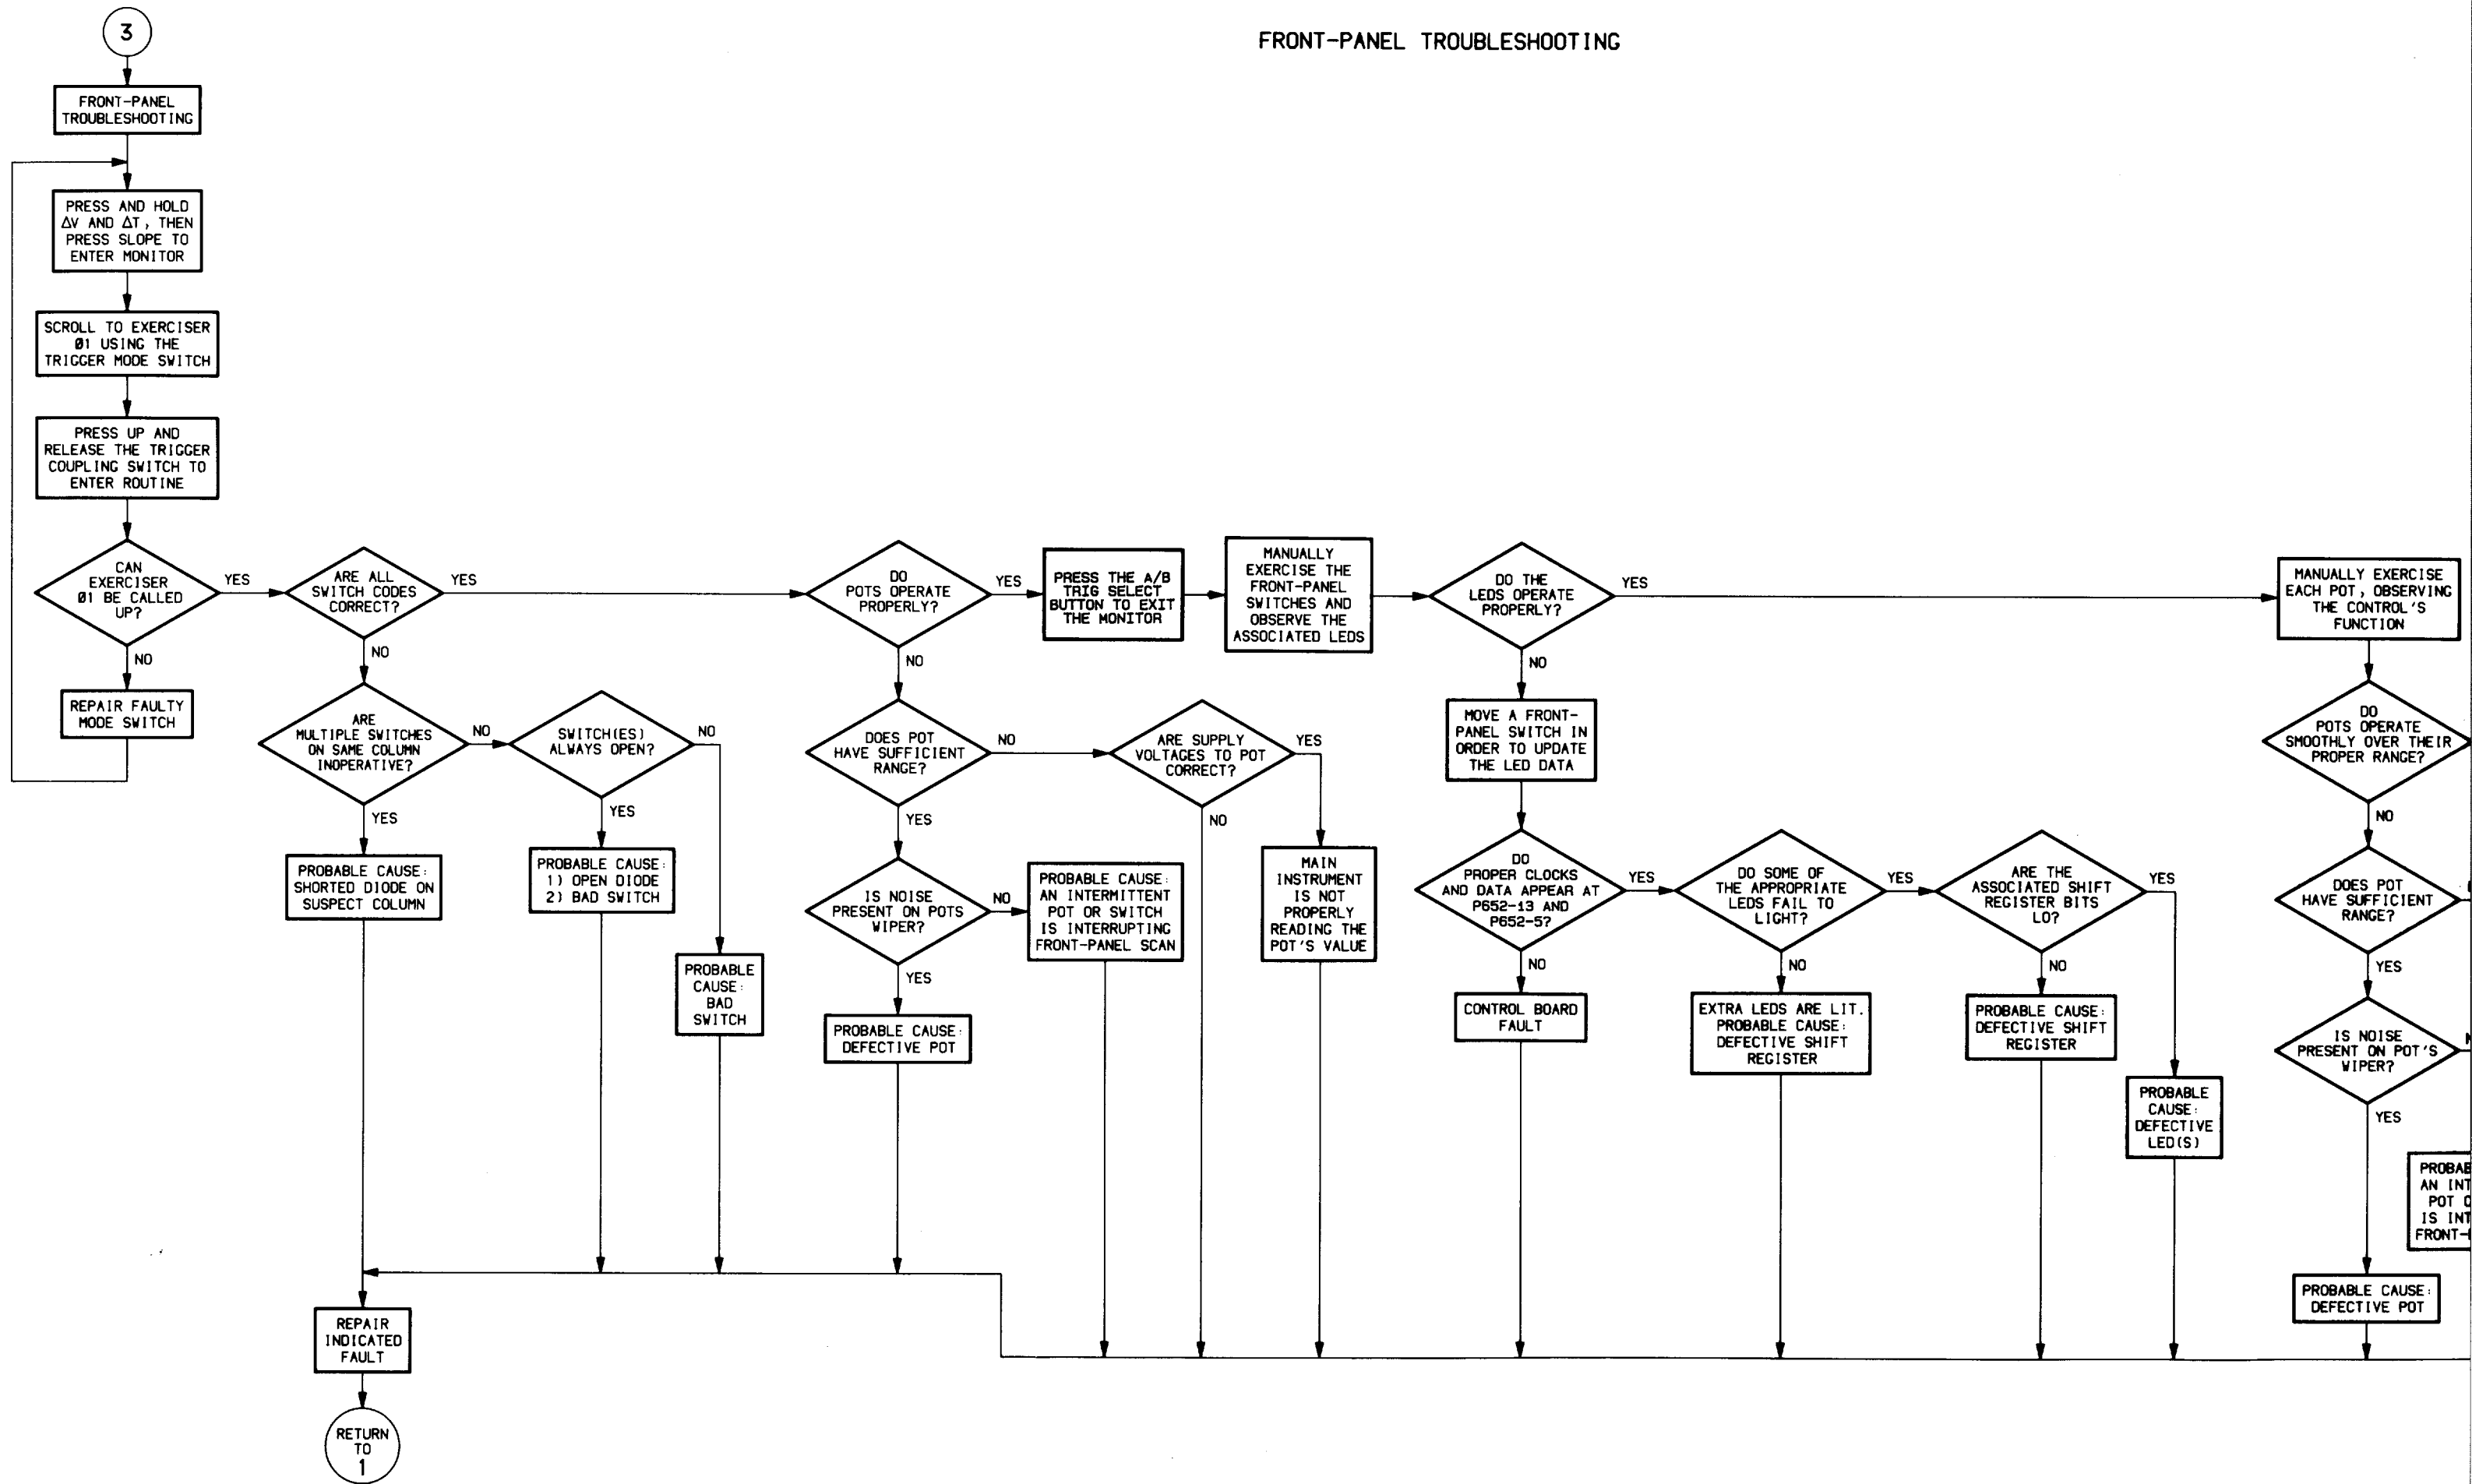 FRONT-PANEL TROUBLESHOOTING
3
FRONT-PANEL
TROUBLESHOOTING
PRESS AND HOLD
ΔV AND ΔT, THEN
PRESS SLOPE TO
ENTER MONITOR
SCROLL TO EXERCISER
Ø1 USING THE
TRIGGER MODE SWITCH
PRESS UP AND
RELEASE THE TRIGGER
COUPLING SWITCH TO
ENTER ROUTINE
CAN
EXERCISER
Ø1 BE CALLED
UP?
YES
NO
REPAIR FAULTY
MODE SWITCH
ARE ALL
SWITCH CODES
CORRECT?
YES
NO
ARE
MULTIPLE SWITCHES
ON SAME COLUMN
INOPERATIVE?
NO
YES
PROBABLE CAUSE:
SHORTED DIODE ON
SUSPECT COLUMN
SWITCH(ES)
ALWAYS OPEN?
NO
YES
PROBABLE CAUSE:
1) OPEN DIODE
2) BAD SWITCH
PROBABLE
CAUSE:
BAD
SWITCH
REPAIR
INDICATED
FAULT
RETURN
TO
1
DO
POTS OPERATE
PROPERLY?
YES
NO
DOES POT
HAVE SUFFICIENT
RANGE?
NO
YES
IS NOISE
PRESENT ON POTS
WIPER?
NO
YES
PROBABLE CAUSE:
DEFECTIVE POT
PROBABLE CAUSE:
AN INTERMITTENT
POT OR SWITCH
IS INTERRUPTING
FRONT-PANEL SCAN
ARE SUPPLY
VOLTAGES TO POT
CORRECT?
YES
NO
MAIN
INSTRUMENT
IS NOT
PROPERLY
READING THE
POT'S VALUE
PRESS THE A/B
TRIG SELECT
BUTTON TO EXIT
THE MONITOR
MANUALLY
EXERCISE THE
FRONT-PANEL
SWITCHES AND
OBSERVE THE
ASSOCIATED LEDS
DO THE
LEDS OPERATE
PROPERLY?
YES
NO
MOVE A FRONT-
PANEL SWITCH IN
ORDER TO UPDATE
THE LED DATA
DO
PROPER CLOCKS
AND DATA APPEAR AT
P652-13 AND
P652-5?
YES
NO
CONTROL BOARD
FAULT
DO SOME OF
THE APPROPRIATE
LEDS FAIL TO
LIGHT?
YES
NO
EXTRA LEDS ARE LIT.
PROBABLE CAUSE:
DEFECTIVE SHIFT
REGISTER
ARE THE
ASSOCIATED SHIFT
REGISTER BITS
LO?
YES
NO
PROBABLE CAUSE:
DEFECTIVE SHIFT
REGISTER
PROBABLE
CAUSE:
DEFECTIVE
LED(S)
MANUALLY EXERCISE
EACH POT, OBSERVING
THE CONTROL'S
FUNCTION
DO
POTS OPERATE
SMOOTHLY OVER THEIR
PROPER RANGE?
NO
DOES POT
HAVE SUFFICIENT
RANGE?
YES
IS NOISE
PRESENT ON POT'S
WIPER?
YES
PROBABLE CAUSE:
DEFECTIVE POT
AN
POT
IS